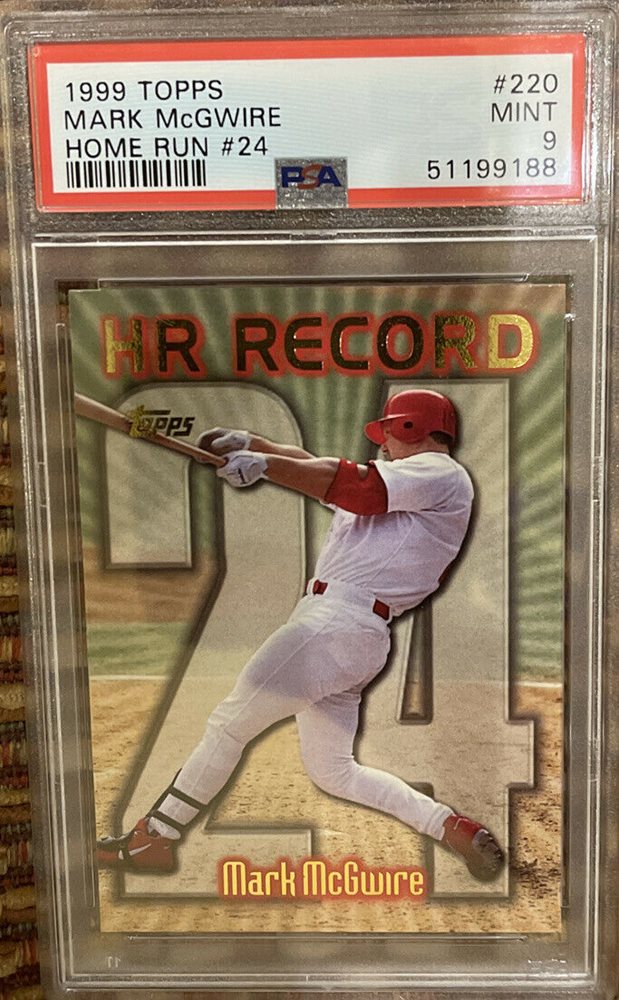 1999 TOPPS #220
MARK McGWIRE MINT
HOME RUN #24 9
PSA 51199188
HR RECORD
TOPPS
24
Mark McGwire